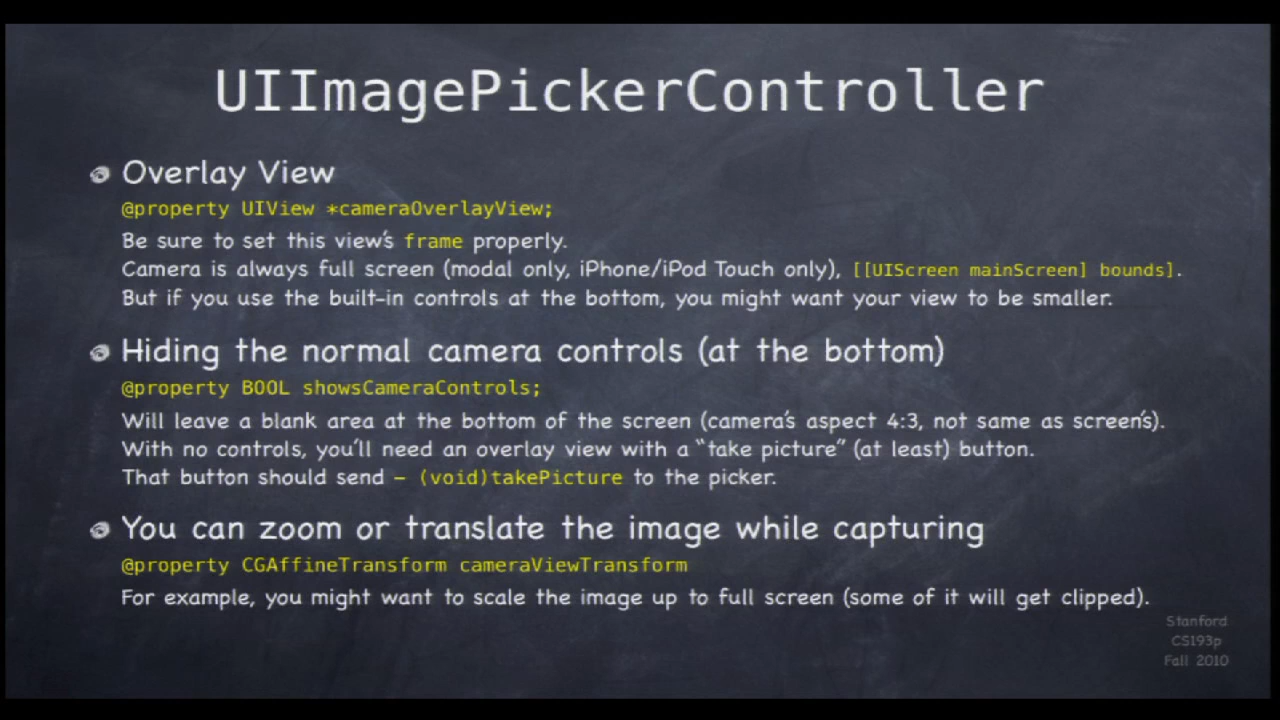 UIImagePickerController
Overlay View
@property UIView *cameraOverlayView;
Be sure to set this view's frame properly.
Camera is always full screen (modal only, iPhone/iPod Touch only), [[UIScreen mainScreen] bounds].
But if you use the built-in controls at the bottom, you might want your view to be smaller.
Hiding the normal camera controls (at the bottom)
@property BOOL showsCameraControls;
Will leave a blank area at the bottom of the screen (camera's aspect 4:3, not same as screen's).
With no controls, you'll need an overlay view with a “take picture” (at least) button.
That button should send - (void)takePicture to the picker.
You can zoom or translate the image while capturing
@property CGAffineTransform cameraViewTransform
For example, you might want to scale the image up to full screen (some of it will get clipped).
Stanford
CS193p
Fall 2010